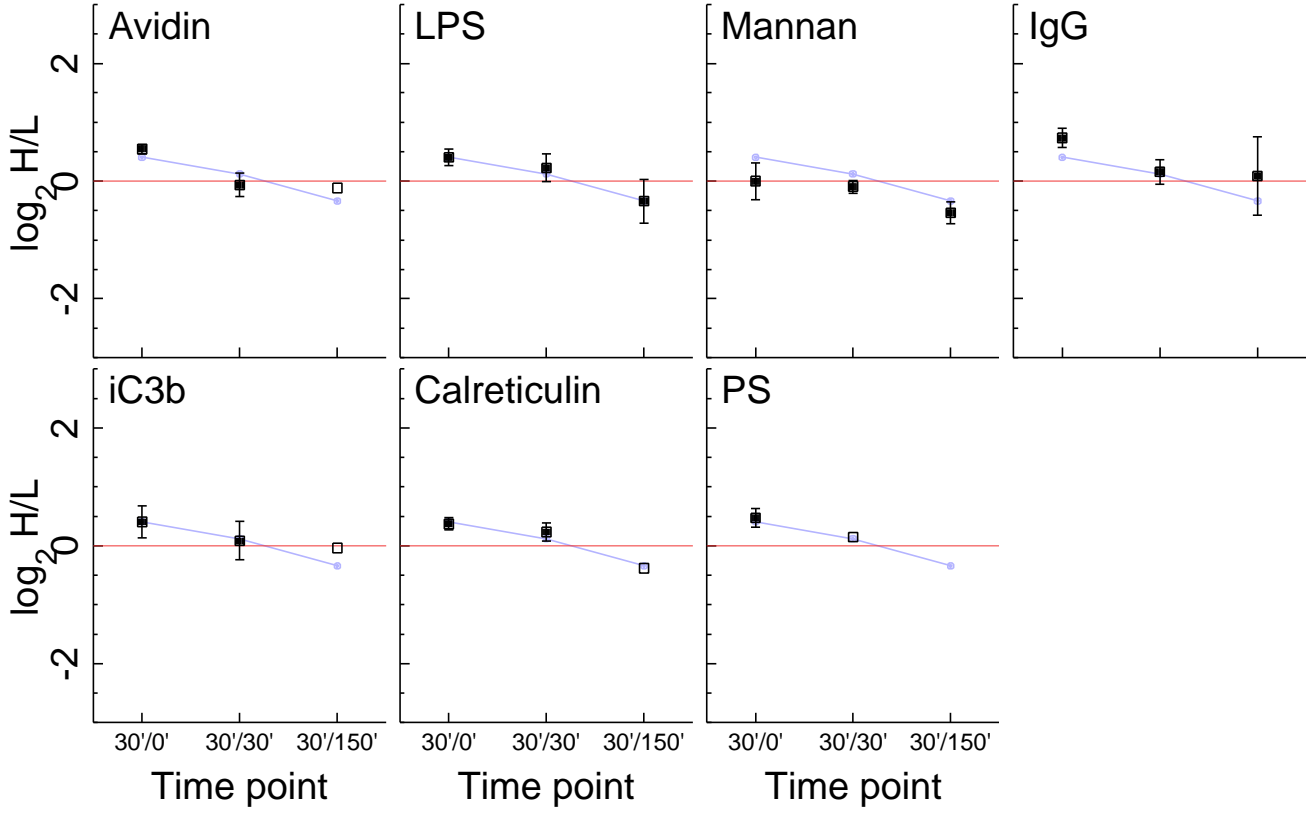 Avidin
LPS
Mannan
IgG
2
0
-2
log2 H/L
iC3b
Calreticulin
PS
2
0
-2
log2 H/L
30'/0' 30'/30' 30'/150'
30'/0' 30'/30' 30'/150'
30'/0' 30'/30' 30'/150'
Time point
Time point
Time point